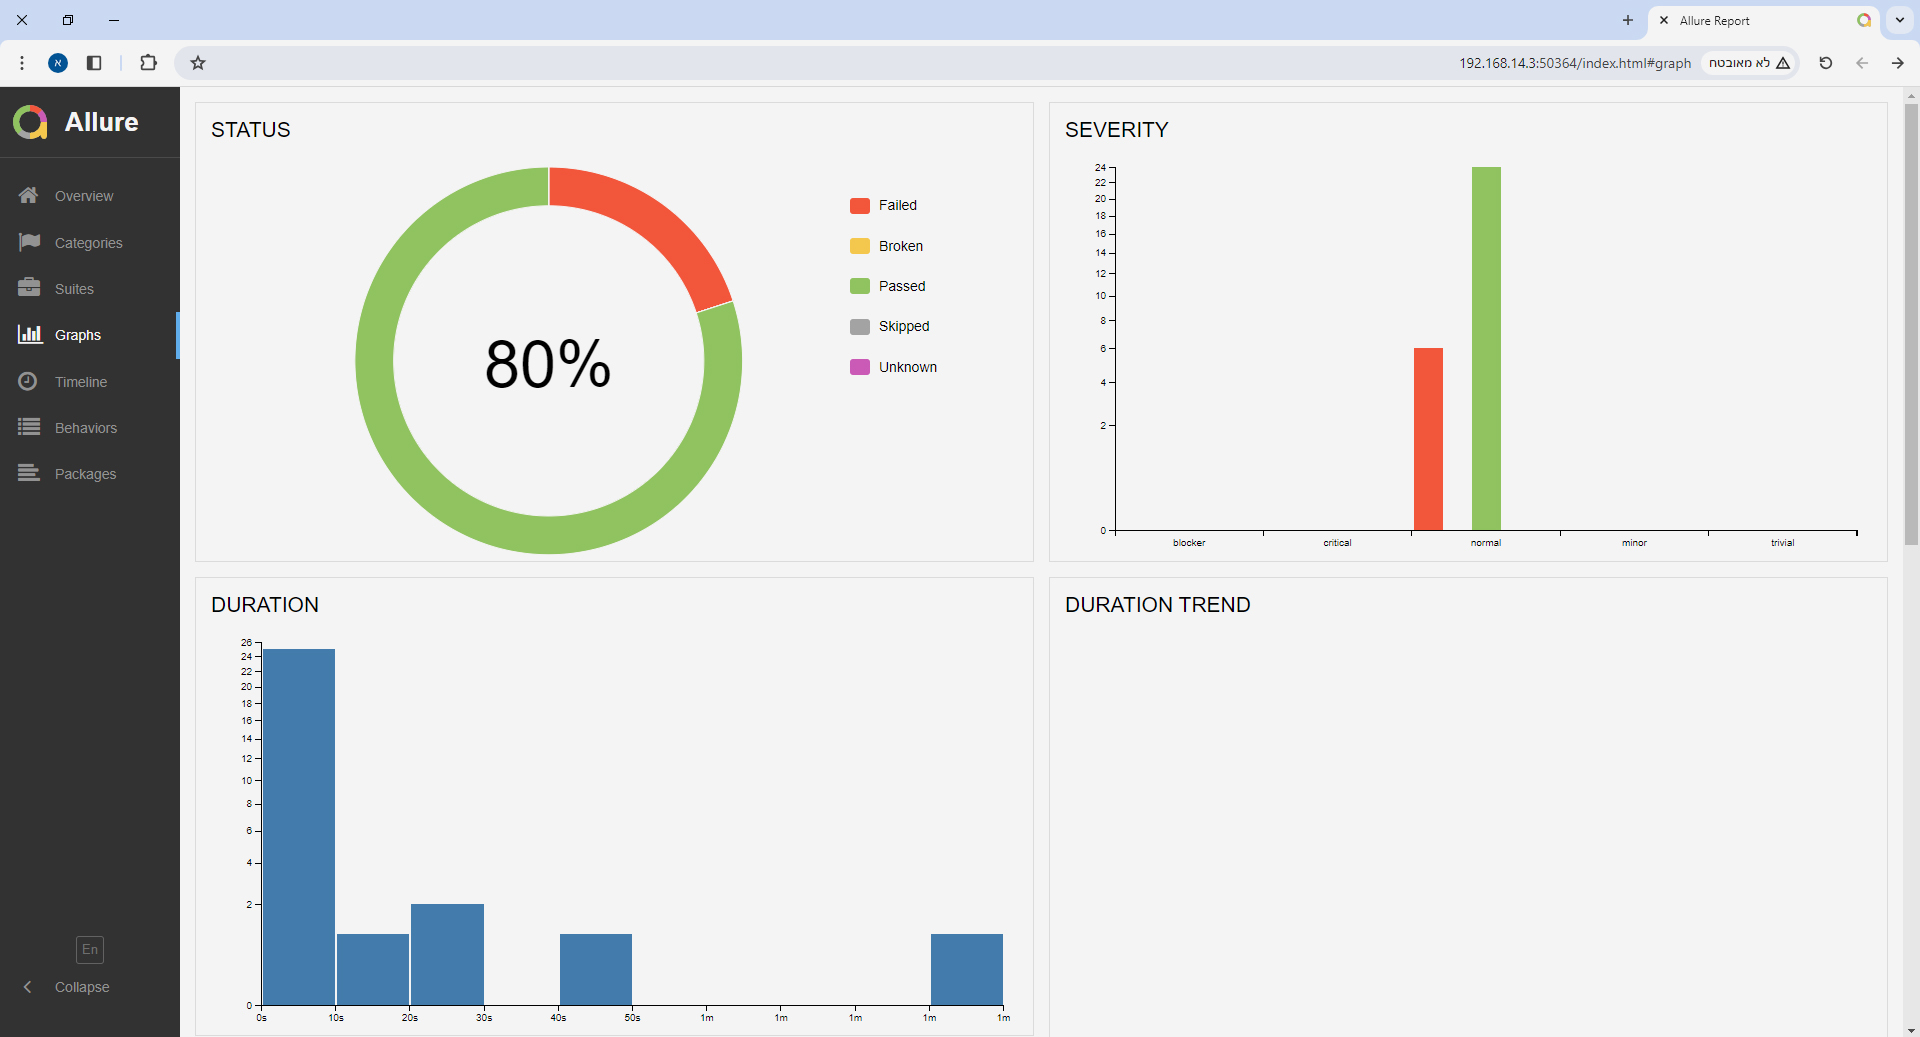 Allure Report
192.168.14.3:50364/index.html#graph
לא מאובטח
א
Allure
Overview
Categories
Suites
Graphs
Timeline
Behaviors
Packages
En
Collapse
STATUS
80%
Failed
Broken
Passed
Skipped
Unknown
SEVERITY
24
22
20
18
16
14
12
10
8
6
4
2
0
blocker critical normal minor trivial
DURATION
26
24
22
20
18
16
14
12
10
8
6
4
2
0
0s 10s 20s 30s 40s 50s 1m 1m 1m 1m 1m
DURATION TREND